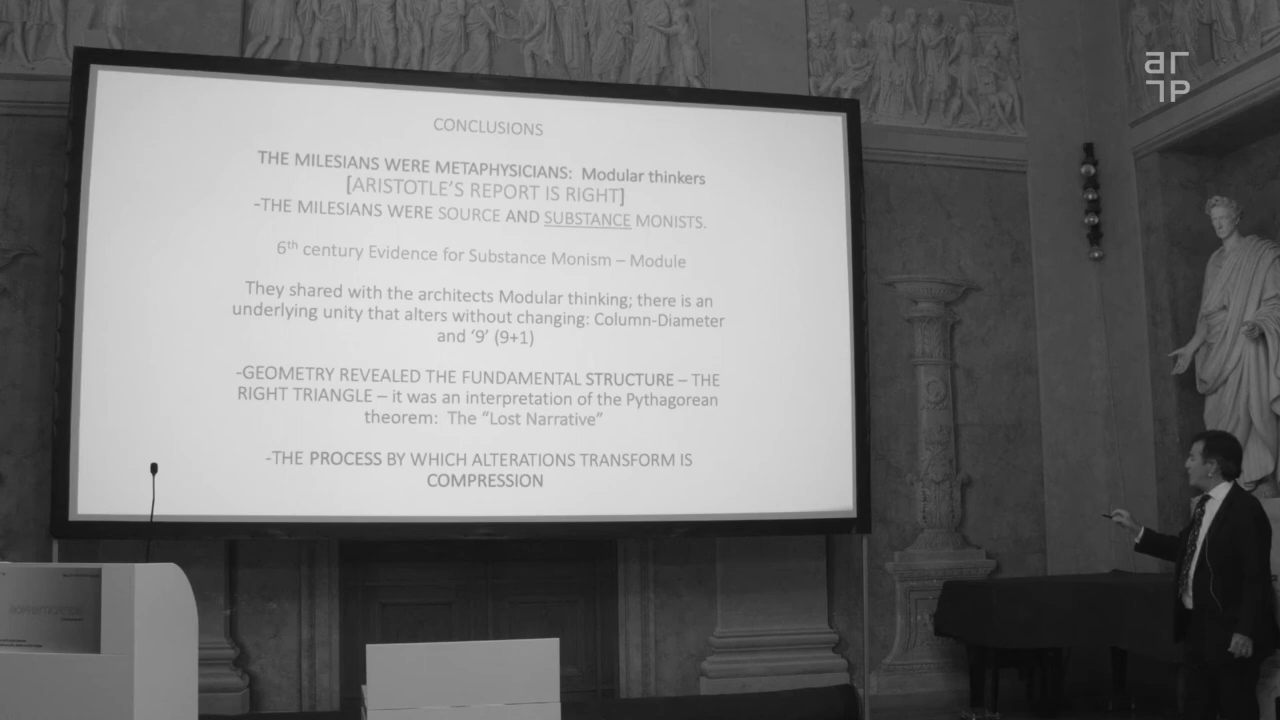 CONCLUSIONS
THE MILESIANS WERE METAPHYSICIANS: Modular thinkers
[ARISTOTLE'S REPORT IS RIGHT]
-THE MILESIANS WERE SOURCE AND SUBSTANCE MONISTS.
6th century Evidence for Substance Monism – Module
They shared with the architects Modular thinking; there is an
underlying unity that alters without changing: Column-Diameter
and '9' (9+1)
-GEOMETRY REVEALED THE FUNDAMENTAL STRUCTURE – THE
RIGHT TRIANGLE – it was an interpretation of the Pythagorean
theorem: The “Lost Narrative”
-THE PROCESS BY WHICH ALTERATIONS TRANSFORM IS
COMPRESSION